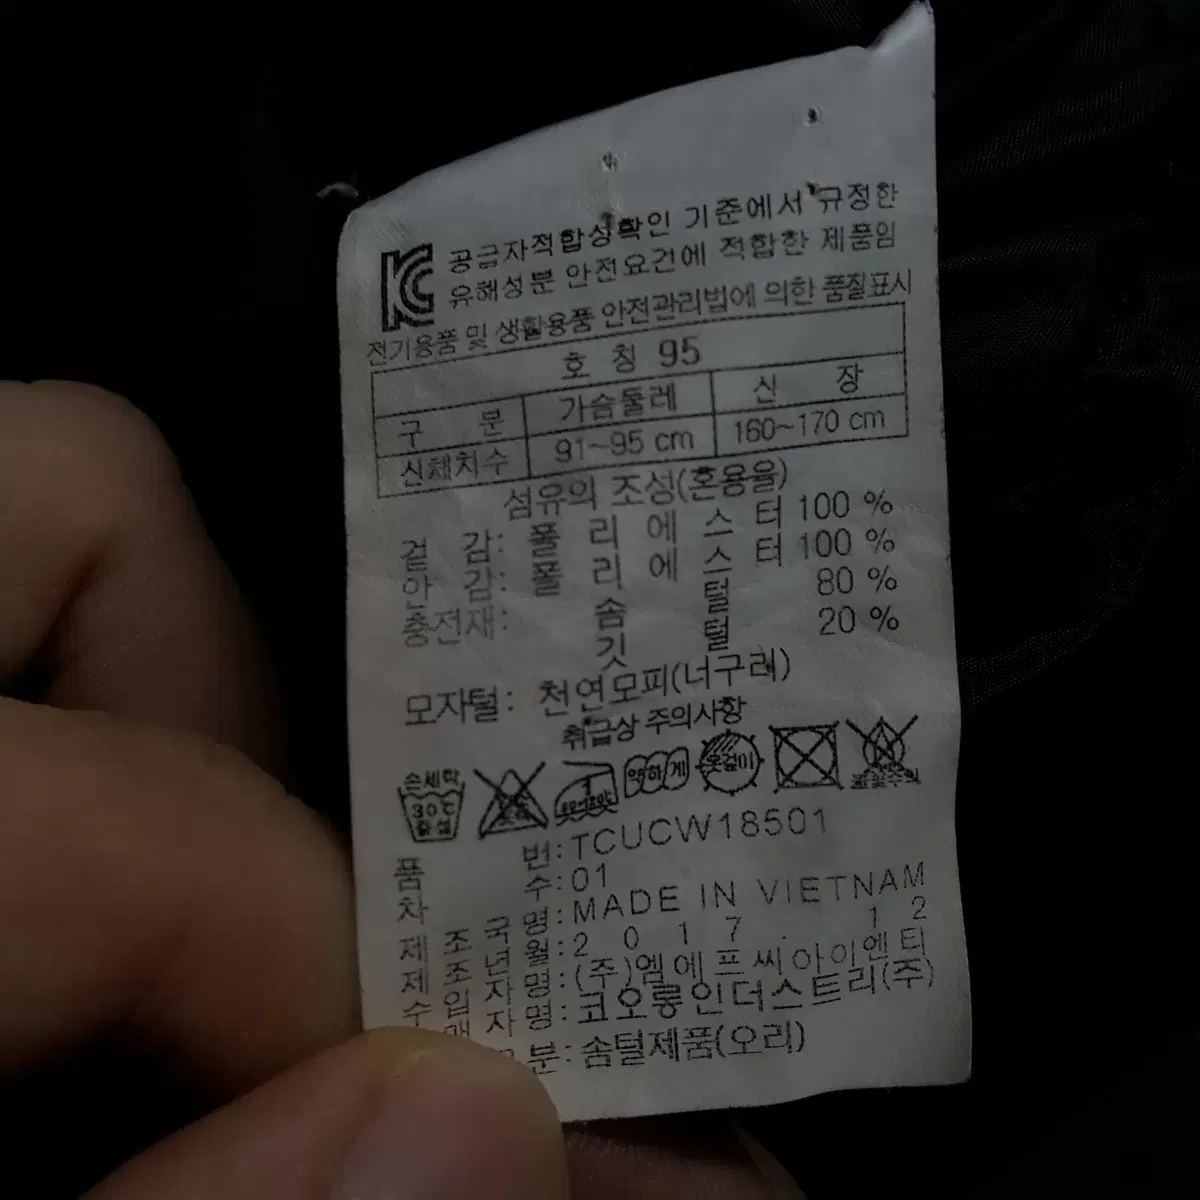 KC 공급자적합성확인 기준에서 규정한
유해성분 안전요건에 적합한 제품임
전기용품 및 생활용품 안전관리법에 의한 품질표시
호 칭 95
구 분 가슴둘레 신 장
신체치수 91~95 cm 160~170 cm
섬유의 조성(혼용율)
겉 감: 폴 리 에 스 터 100 %
안 감: 폴 리 에 스 터 100 %
충전재: 솜 털 80 %
깃 털 20 %
모자털: 천연모피(너구리)
취급상 주의사항
손세탁
30℃
중성
80~120℃
약하게
옷걸이
품 번:TCUCW18501
차 수:01
제 조 국 명:MADE IN VIETNAM
제 조 년 월:2 0 1 7 . 1 2
수 입 자 명:(주)엠에프씨아이엔티
자 명:코오롱인더스트리(주)
분:솜털제품(오리)